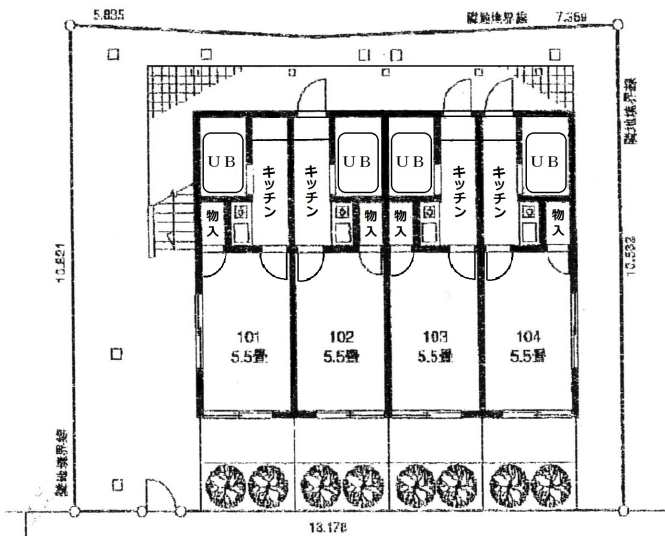 5.835
隣地境界線
7.359
隣地境界線
UB
UB
UB
UB
キッチン
キッチン
キッチン
キッチン
物入
物入
物入
物入
10.821
10.532
101
5.5畳
102
5.5畳
103
5.5畳
104
5.5畳
隣地境界線
13.178